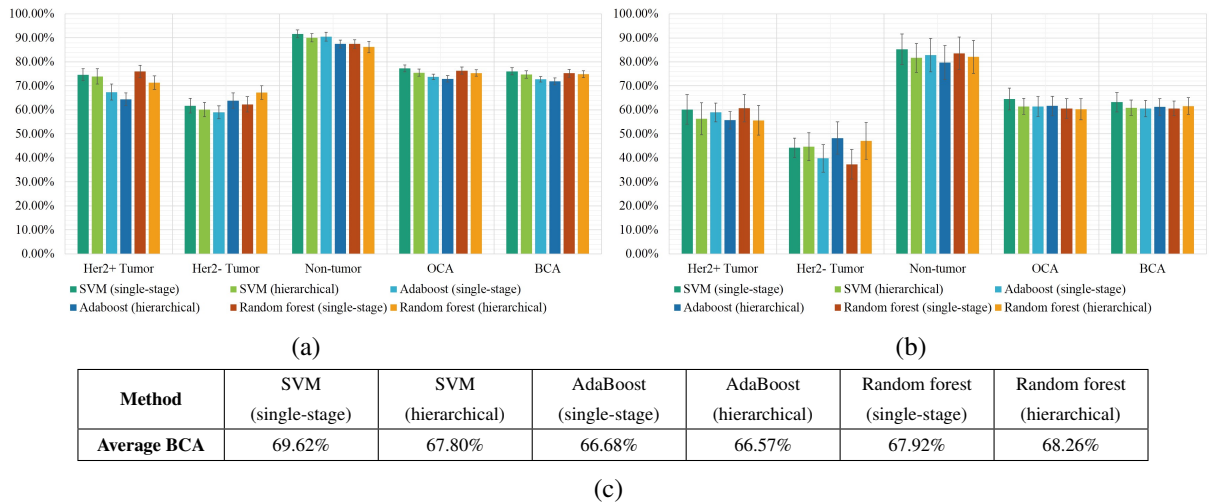 100.00%
90.00%
80.00%
70.00%
60.00%
50.00%
40.00%
30.00%
20.00%
10.00%
0.00%
Her2+ Tumor Her2- Tumor Non-tumor OCA BCA
SVM (single-stage) SVM (hierarchical) Adaboost (single-stage)
Adaboost (hierarchical) Random forest (single-stage) Random forest (hierarchical)
(a)
100.00%
90.00%
80.00%
70.00%
60.00%
50.00%
40.00%
30.00%
20.00%
10.00%
0.00%
Her2+ Tumor Her2- Tumor Non-tumor OCA BCA
SVM (single-stage) SVM (hierarchical) Adaboost (single-stage)
Adaboost (hierarchical) Random forest (single-stage) Random forest (hierarchical)
(b)
Method SVM (single-stage) SVM (hierarchical) AdaBoost (single-stage) AdaBoost (hierarchical) Random forest (single-stage) Random forest (hierarchical)
Average BCA 69.62% 67.80% 66.68% 66.57% 67.92% 68.26%
(c)